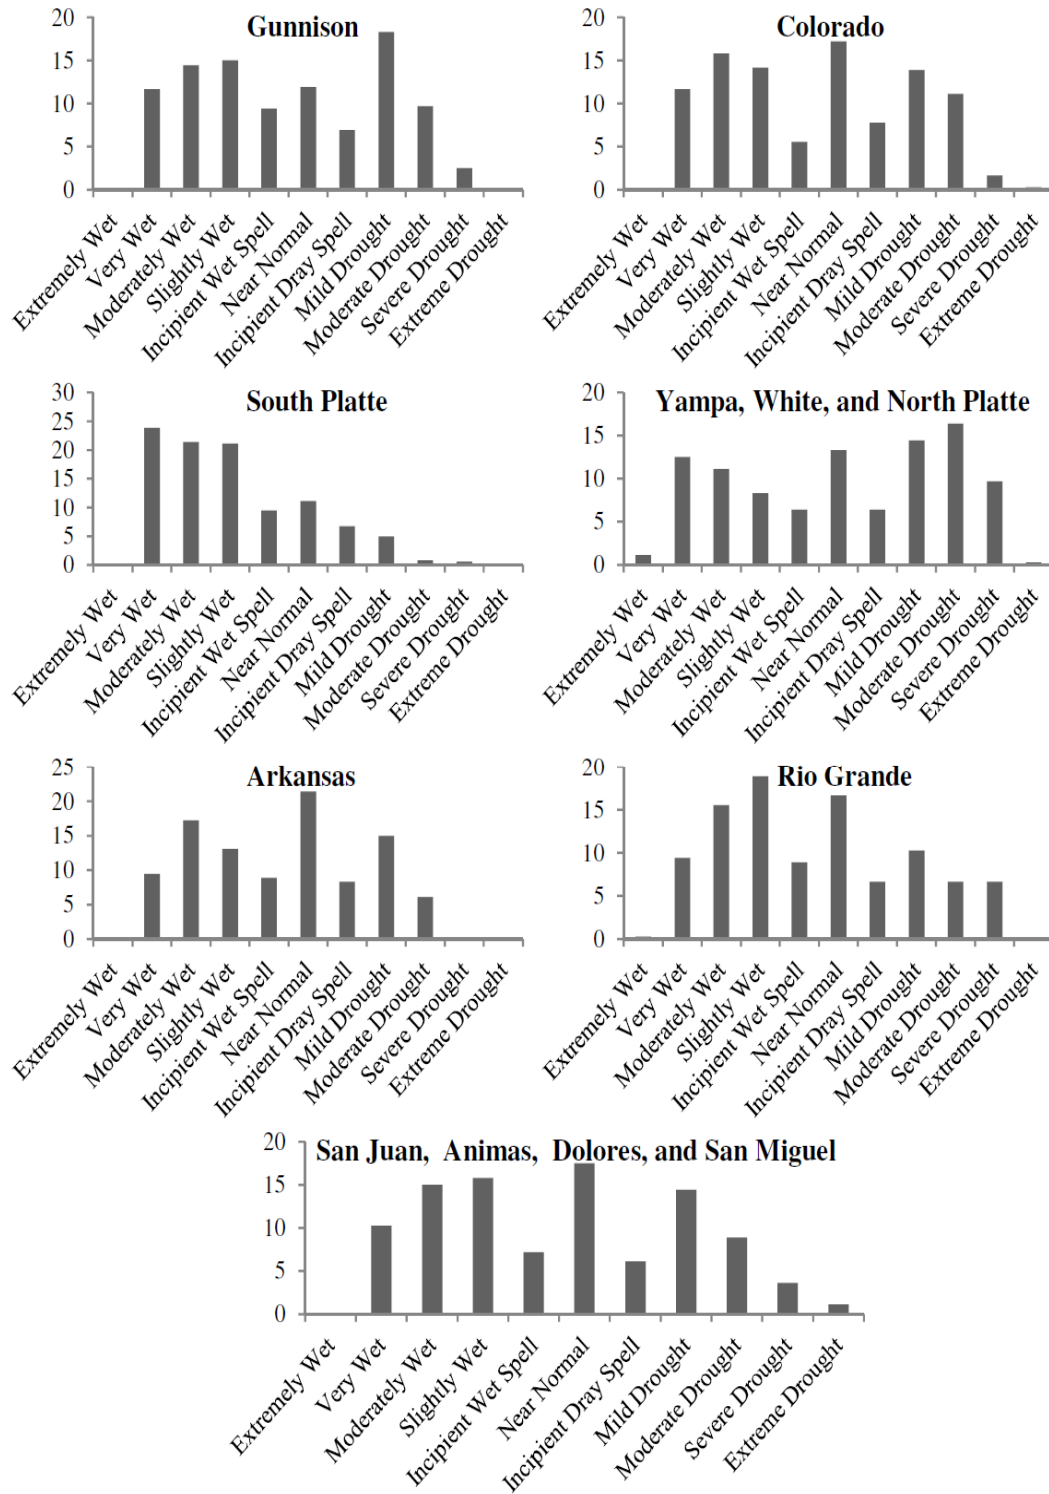 Gunnison
20
15
10
5
0
Extremely Wet
Very Wet
Moderately Wet
Slightly Wet
Incipient Wet Spell
Near Normal
Incipient Dray Spell
Mild Drought
Moderate Drought
Severe Drought
Extreme Drought
Colorado
20
15
10
5
0
Extremely Wet
Very Wet
Moderately Wet
Slightly Wet
Incipient Wet Spell
Near Normal
Incipient Dray Spell
Mild Drought
Moderate Drought
Severe Drought
Extreme Drought
South Platte
30
25
20
15
10
5
0
Extremely Wet
Very Wet
Moderately Wet
Slightly Wet
Incipient Wet Spell
Near Normal
Incipient Dray Spell
Mild Drought
Moderate Drought
Severe Drought
Extreme Drought
Yampa, White, and North Platte
20
15
10
5
0
Extremely Wet
Very Wet
Moderately Wet
Slightly Wet
Incipient Wet Spell
Near Normal
Incipient Dray Spell
Mild Drought
Moderate Drought
Severe Drought
Extreme Drought
Arkansas
25
20
15
10
5
0
Extremely Wet
Very Wet
Moderately Wet
Slightly Wet
Incipient Wet Spell
Near Normal
Incipient Dray Spell
Mild Drought
Moderate Drought
Severe Drought
Extreme Drought
Rio Grande
20
15
10
5
0
Extremely Wet
Very Wet
Moderately Wet
Slightly Wet
Incipient Wet Spell
Near Normal
Incipient Dray Spell
Mild Drought
Moderate Drought
Severe Drought
Extreme Drought
San Juan, Animas, Dolores, and San Miguel
20
15
10
5
0
Extremely Wet
Very Wet
Moderately Wet
Slightly Wet
Incipient Wet Spell
Near Normal
Incipient Dray Spell
Mild Drought
Moderate Drought
Severe Drought
Extreme Drought